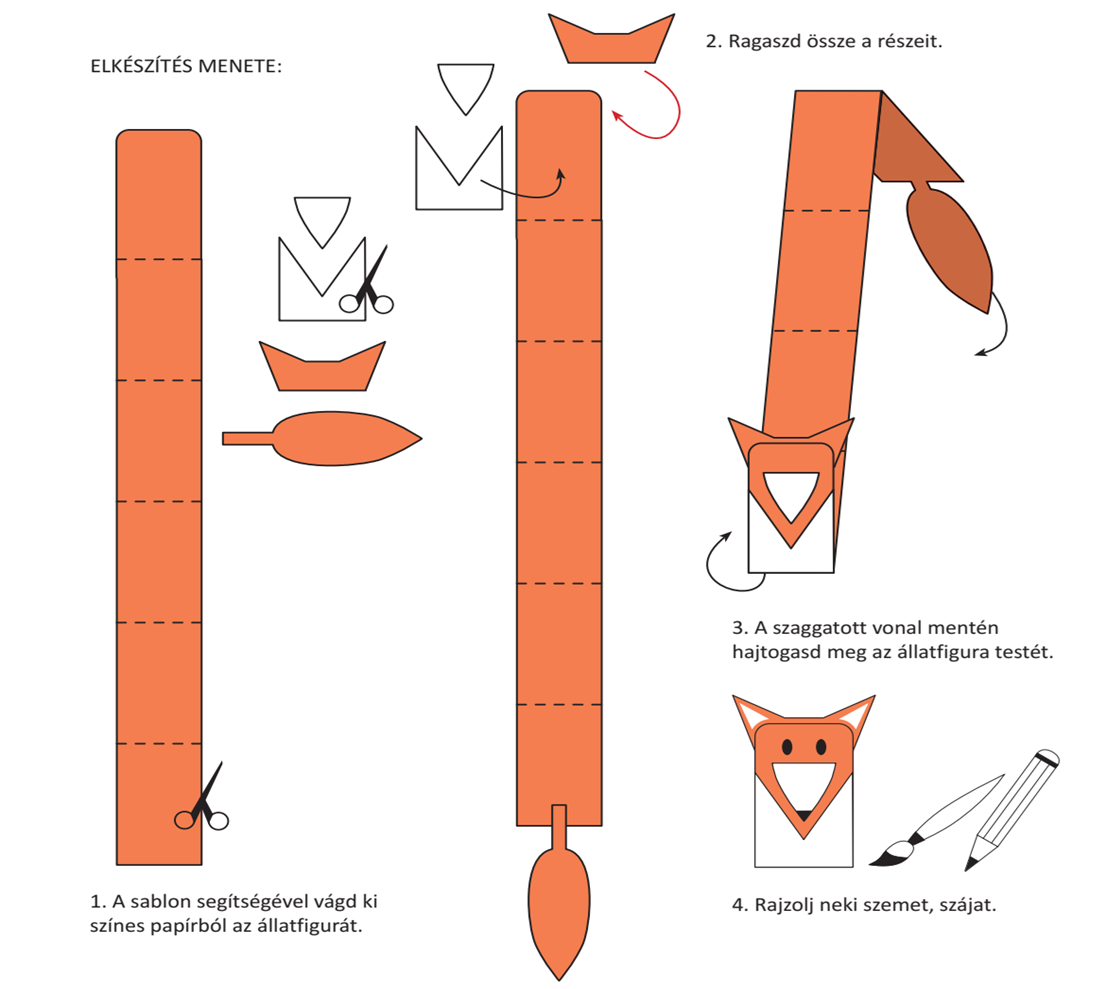 ELKÉSZÍTÉS MENETE:
1. A sablon segítségével vágd ki
színes papírból az állatfigurát.
2. Ragaszd össze a részeit.
3. A szaggatott vonal mentén
hajtogasd meg az állatfigura testét.
4. Rajzolj neki szemet, szájat.